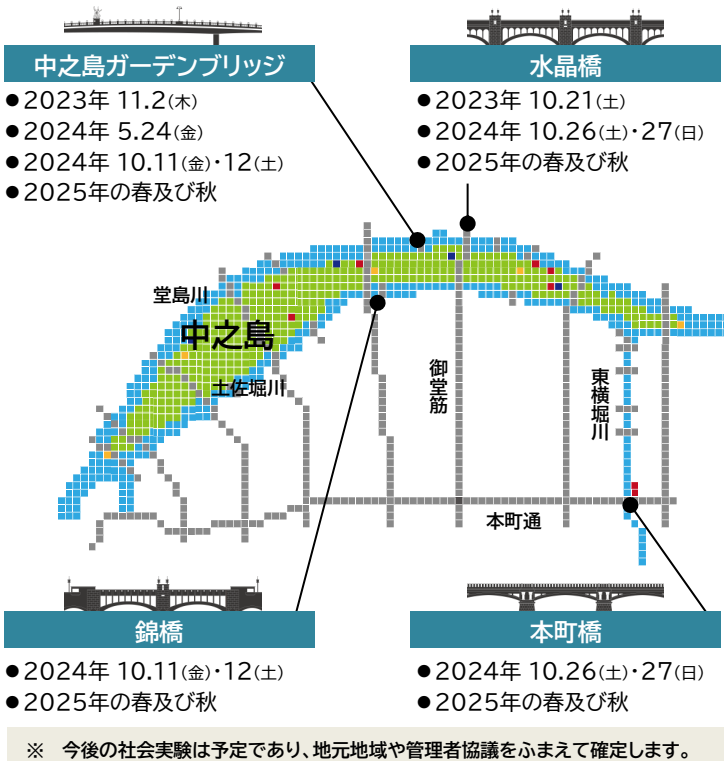 中之島ガーデンブリッジ
●2023年 11.2(木)
●2024年 5.24(金)
●2024年 10.11(金)・12(土)
●2025年の春及び秋
水晶橋
●2023年 10.21(土)
●2024年 10.26(土)・27(日)
●2025年の春及び秋
堂島川
中之島
土佐堀川
御堂筋
東横堀川
本町通
錦橋
●2024年 10.11(金)・12(土)
●2025年の春及び秋
本町橋
●2024年 10.26(土)・27(日)
●2025年の春及び秋
※ 今後の社会実験は予定であり、地元地域や管理者協議をふまえて確定します。